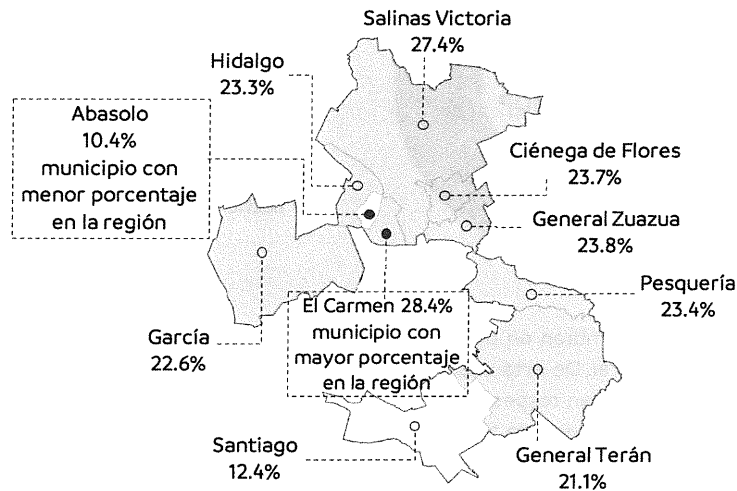 Salinas Victoria
27.4%
Hidalgo
23.3%
Abasolo
10.4%
municipio con
menor porcentaje
en la región
Ciénega de Flores
23.7%
General Zuazua
23.8%
Pesquería
23.4%
El Carmen 28.4%
municipio con
mayor porcentaje
en la región
García
22.6%
Santiago
12.4%
General Terán
21.1%